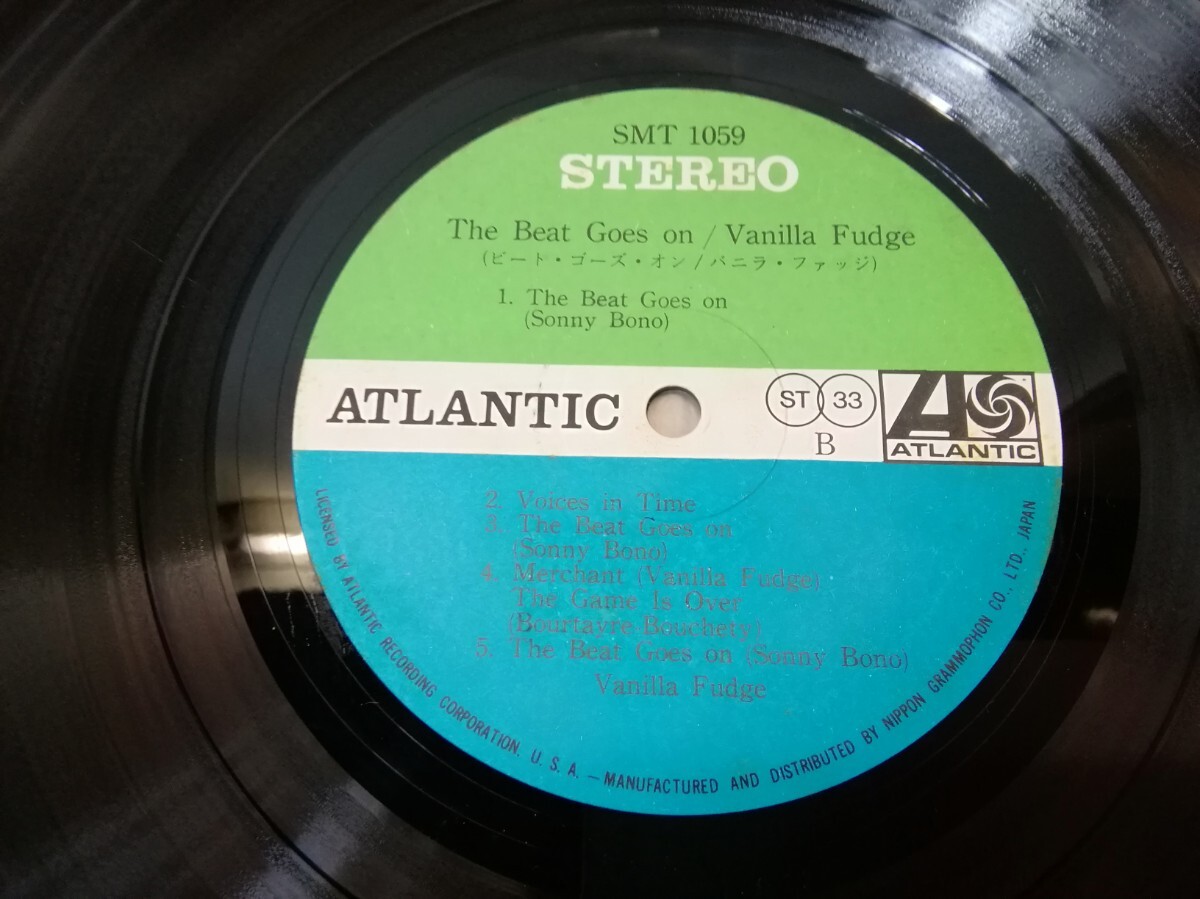 SMT 1059
STEREO
The Beat Goes on / Vanilla Fudge
(ビート・ゴーズ・オン/バニラ・ファッジ)
1. The Beat Goes on
(Sonny Bono)
ATLANTIC
ST 33
B
ATLANTIC
2. Voices in Time
3. The Beat Goes on
(Sonny Bono)
4. Merchant (Vanilla Fudge)
The Game Is Over
(Bourtayre-Bouchety)
5. The Beat Goes on (Sonny Bono)
Vanilla Fudge
LICENSED BY ATLANTIC RECORDING CORPORATION, U. S. A. — MANUFACTURED AND DISTRIBUTED BY NIPPON GRAMMOPHON CO., LTD., JAPAN